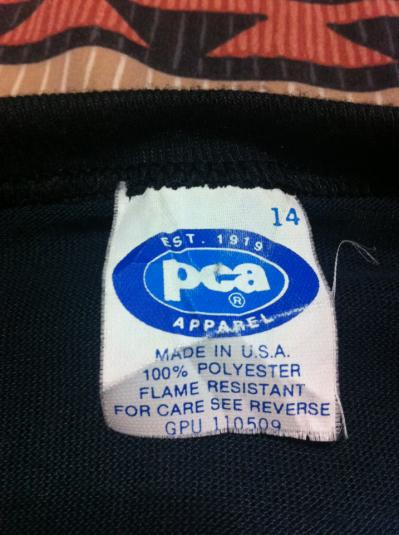 14
EST. 1919
pca
®
APPAREL
MADE IN U.S.A.
100% POLYESTER
FLAME RESISTANT
FOR CARE SEE REVERSE
GPU 110509